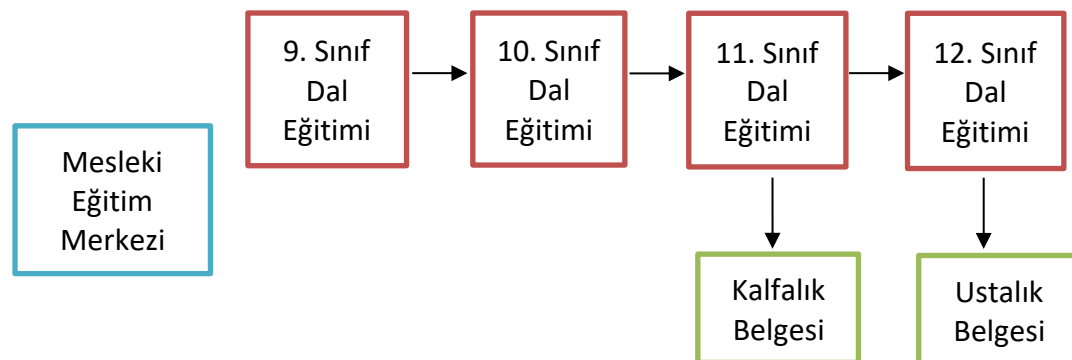 Mesleki
Eğitim
Merkezi
9. Sınıf
Dal
Eğitimi
10. Sınıf
Dal
Eğitimi
11. Sınıf
Dal
Eğitimi
12. Sınıf
Dal
Eğitimi
Kalfalık
Belgesi
Ustalık
Belgesi